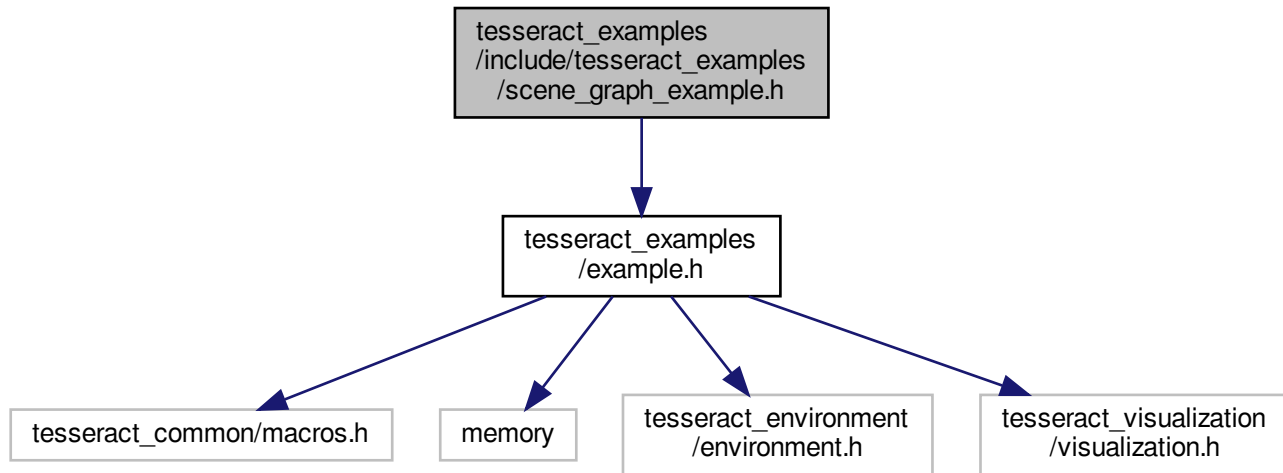 tesseract_examples
/include/tesseract_examples
/scene_graph_example.h
tesseract_examples
/example.h
tesseract_common/macros.h
memory
tesseract_environment
/environment.h
tesseract_visualization
/visualization.h